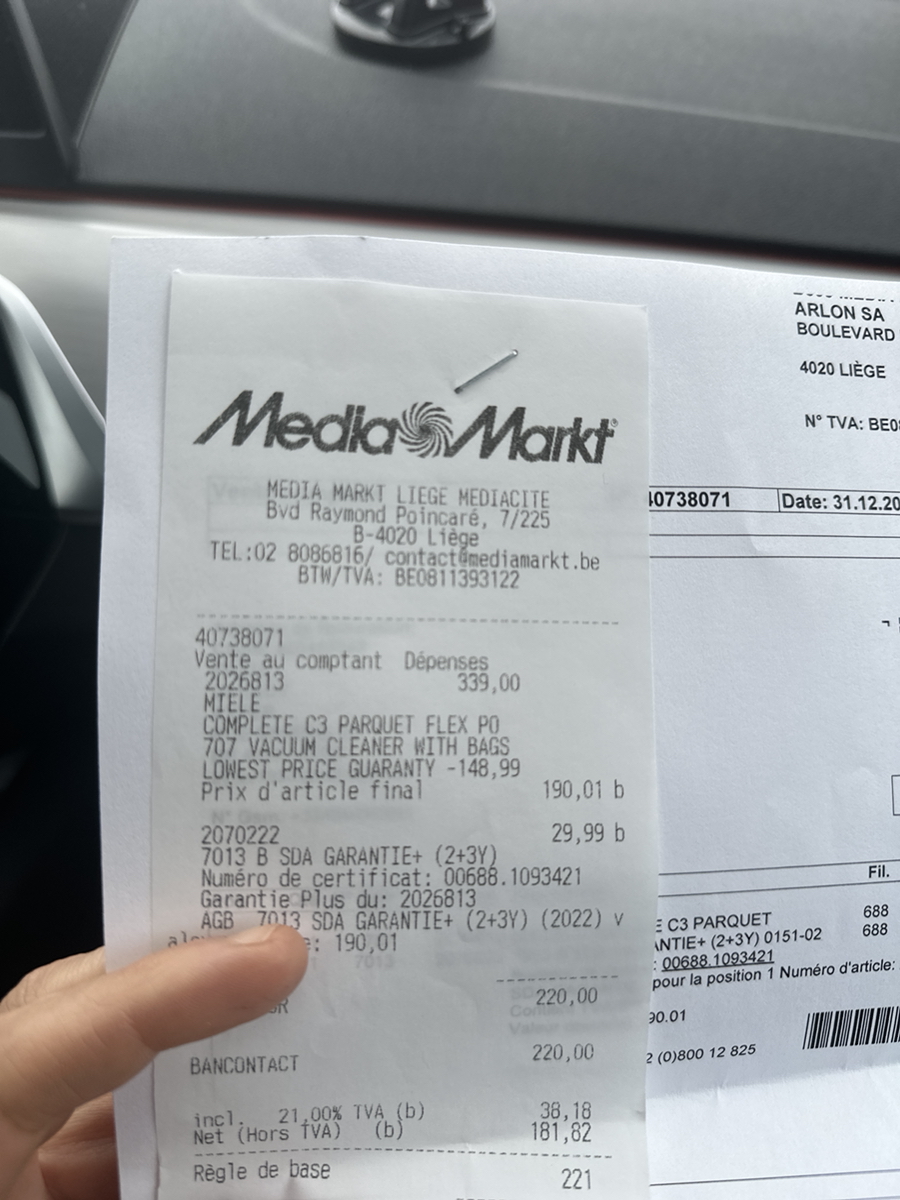 Media Markt
MEDIA MARKT LIEGE MEDIACITE
Bvd Raymond Poincaré, 7/225
B-4020 Liège
TEL:02 8086816/ contact@mediamarkt.be
BTW/TVA: BE0811393122
40738071
Vente au comptant Dépenses
2026813 339,00
MIELE
COMPLETE C3 PARQUET FLEX PO
707 VACUUM CLEANER WITH BAGS
LOWEST PRICE GUARANTY -148,99
Prix d'article final 190,01 b
2070222 29,99 b
7013 B SDA GARANTIE+ (2+3Y)
Numéro de certificat: 00688.1093421
Garantie Plus du: 2026813
AGB 7013 SDA GARANTIE+ (2+3Y) (2022) v
: 190,01
220,00
BANCONTACT 220,00
incl. 21,00% TVA (b) 38,18
Net (Hors TVA) (b) 181,82
Règle de base 221
ARLON SA
BOULEVARD
4020 LIÈGE
N° TVA: BE0
40738071 Date: 31.12.20
Fil.
E C3 PARQUET 688
NTIE+ (2+3Y) 0151-02 688
: 00688.1093421
pour la position 1 Numéro d'article:
90.01
2 (0)800 12 825